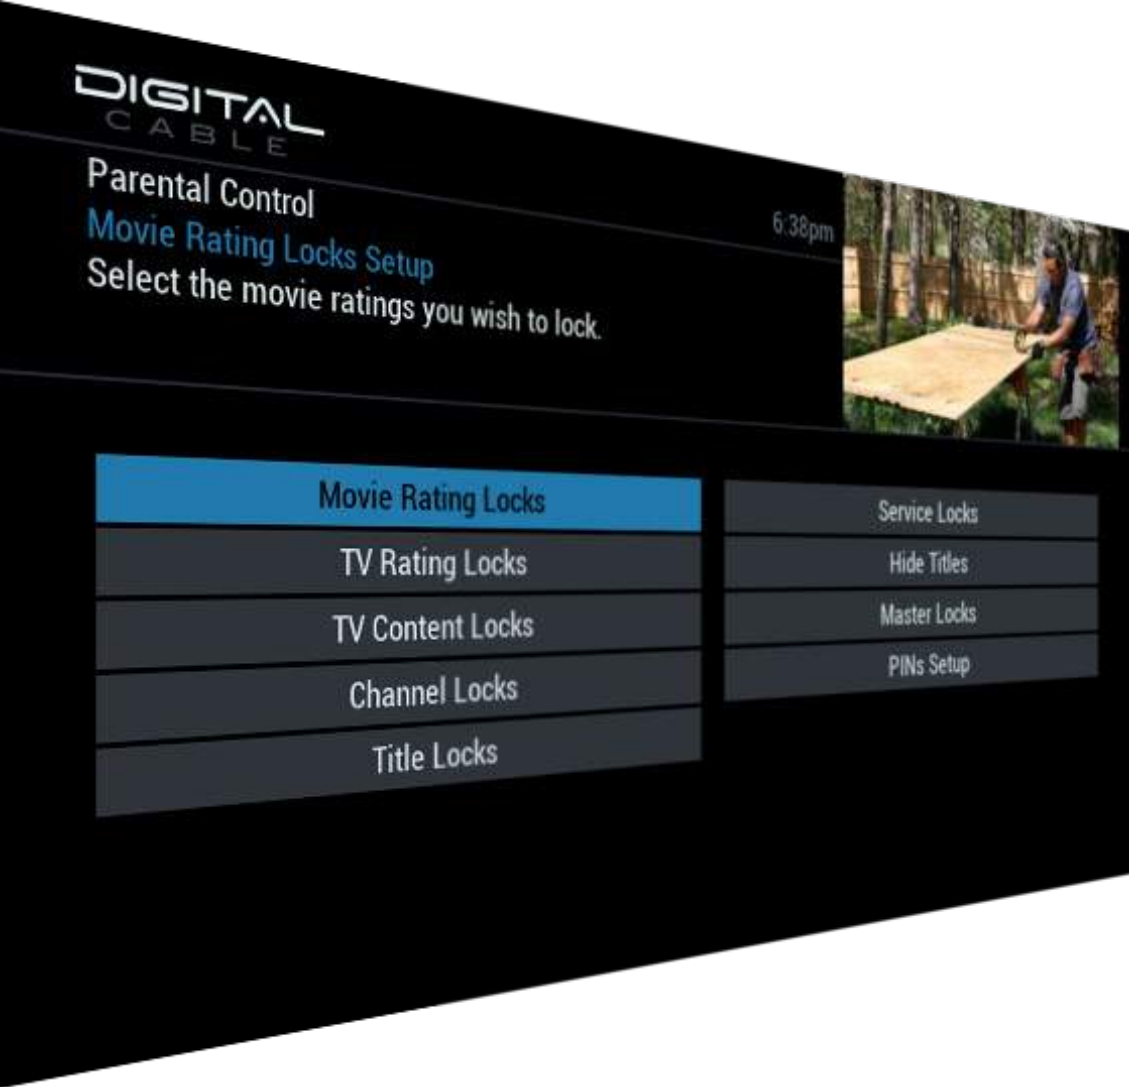 DIGITAL
CABLE
Parental Control
6:38pm
Movie Rating Locks Setup
Select the movie ratings you wish to lock.
Movie Rating Locks
TV Rating Locks
TV Content Locks
Channel Locks
Title Locks
Service Locks
Hide Titles
Master Locks
PINs Setup